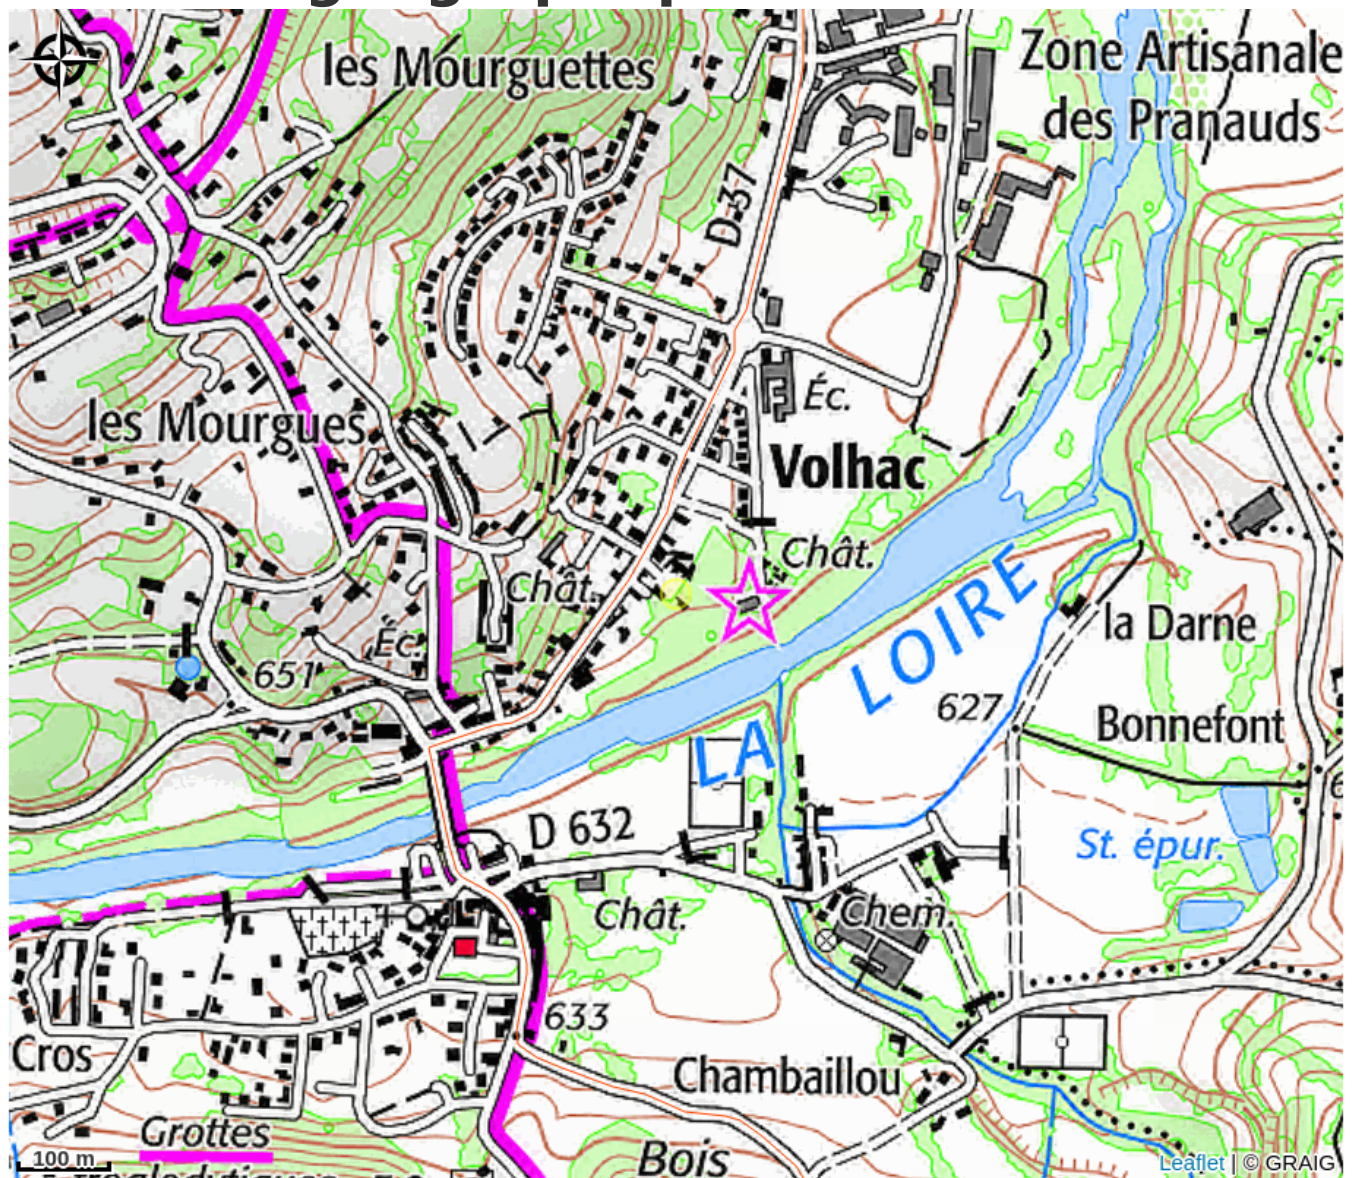 les Mourguettes
Zone Artisanale
des Pranauds
D 37
Éc.
les Mourgues
Volhac
Chât.
Chât.
LA LOIRE
la Darne
Éc.
651
627
Bonnefont
D 632
St. épur.
Chât.
Chem.
633
Cros
Chambaillou
Grottes
Bois
100 m
Leaflet | © GRAIG